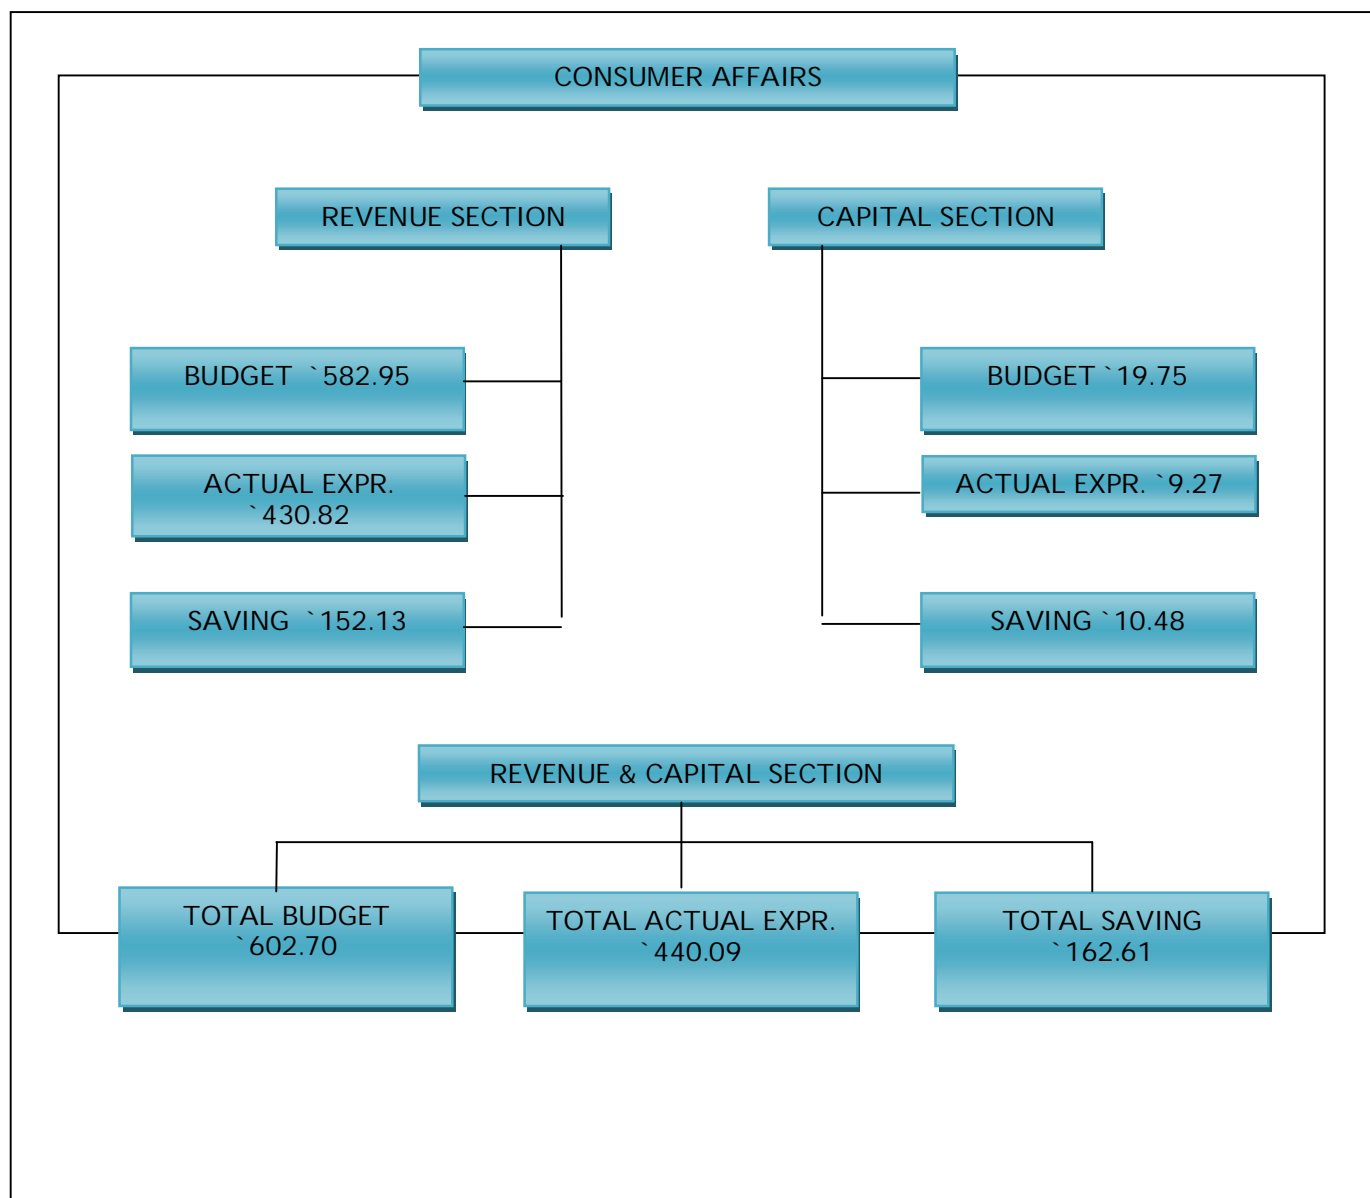 CONSUMER AFFAIRS
REVENUE SECTION
CAPITAL SECTION
BUDGET `582.95
BUDGET `19.75
ACTUAL EXPR.
`430.82
ACTUAL EXPR. `9.27
SAVING `152.13
SAVING `10.48
REVENUE & CAPITAL SECTION
TOTAL BUDGET
`602.70
TOTAL ACTUAL EXPR.
`440.09
TOTAL SAVING
`162.61